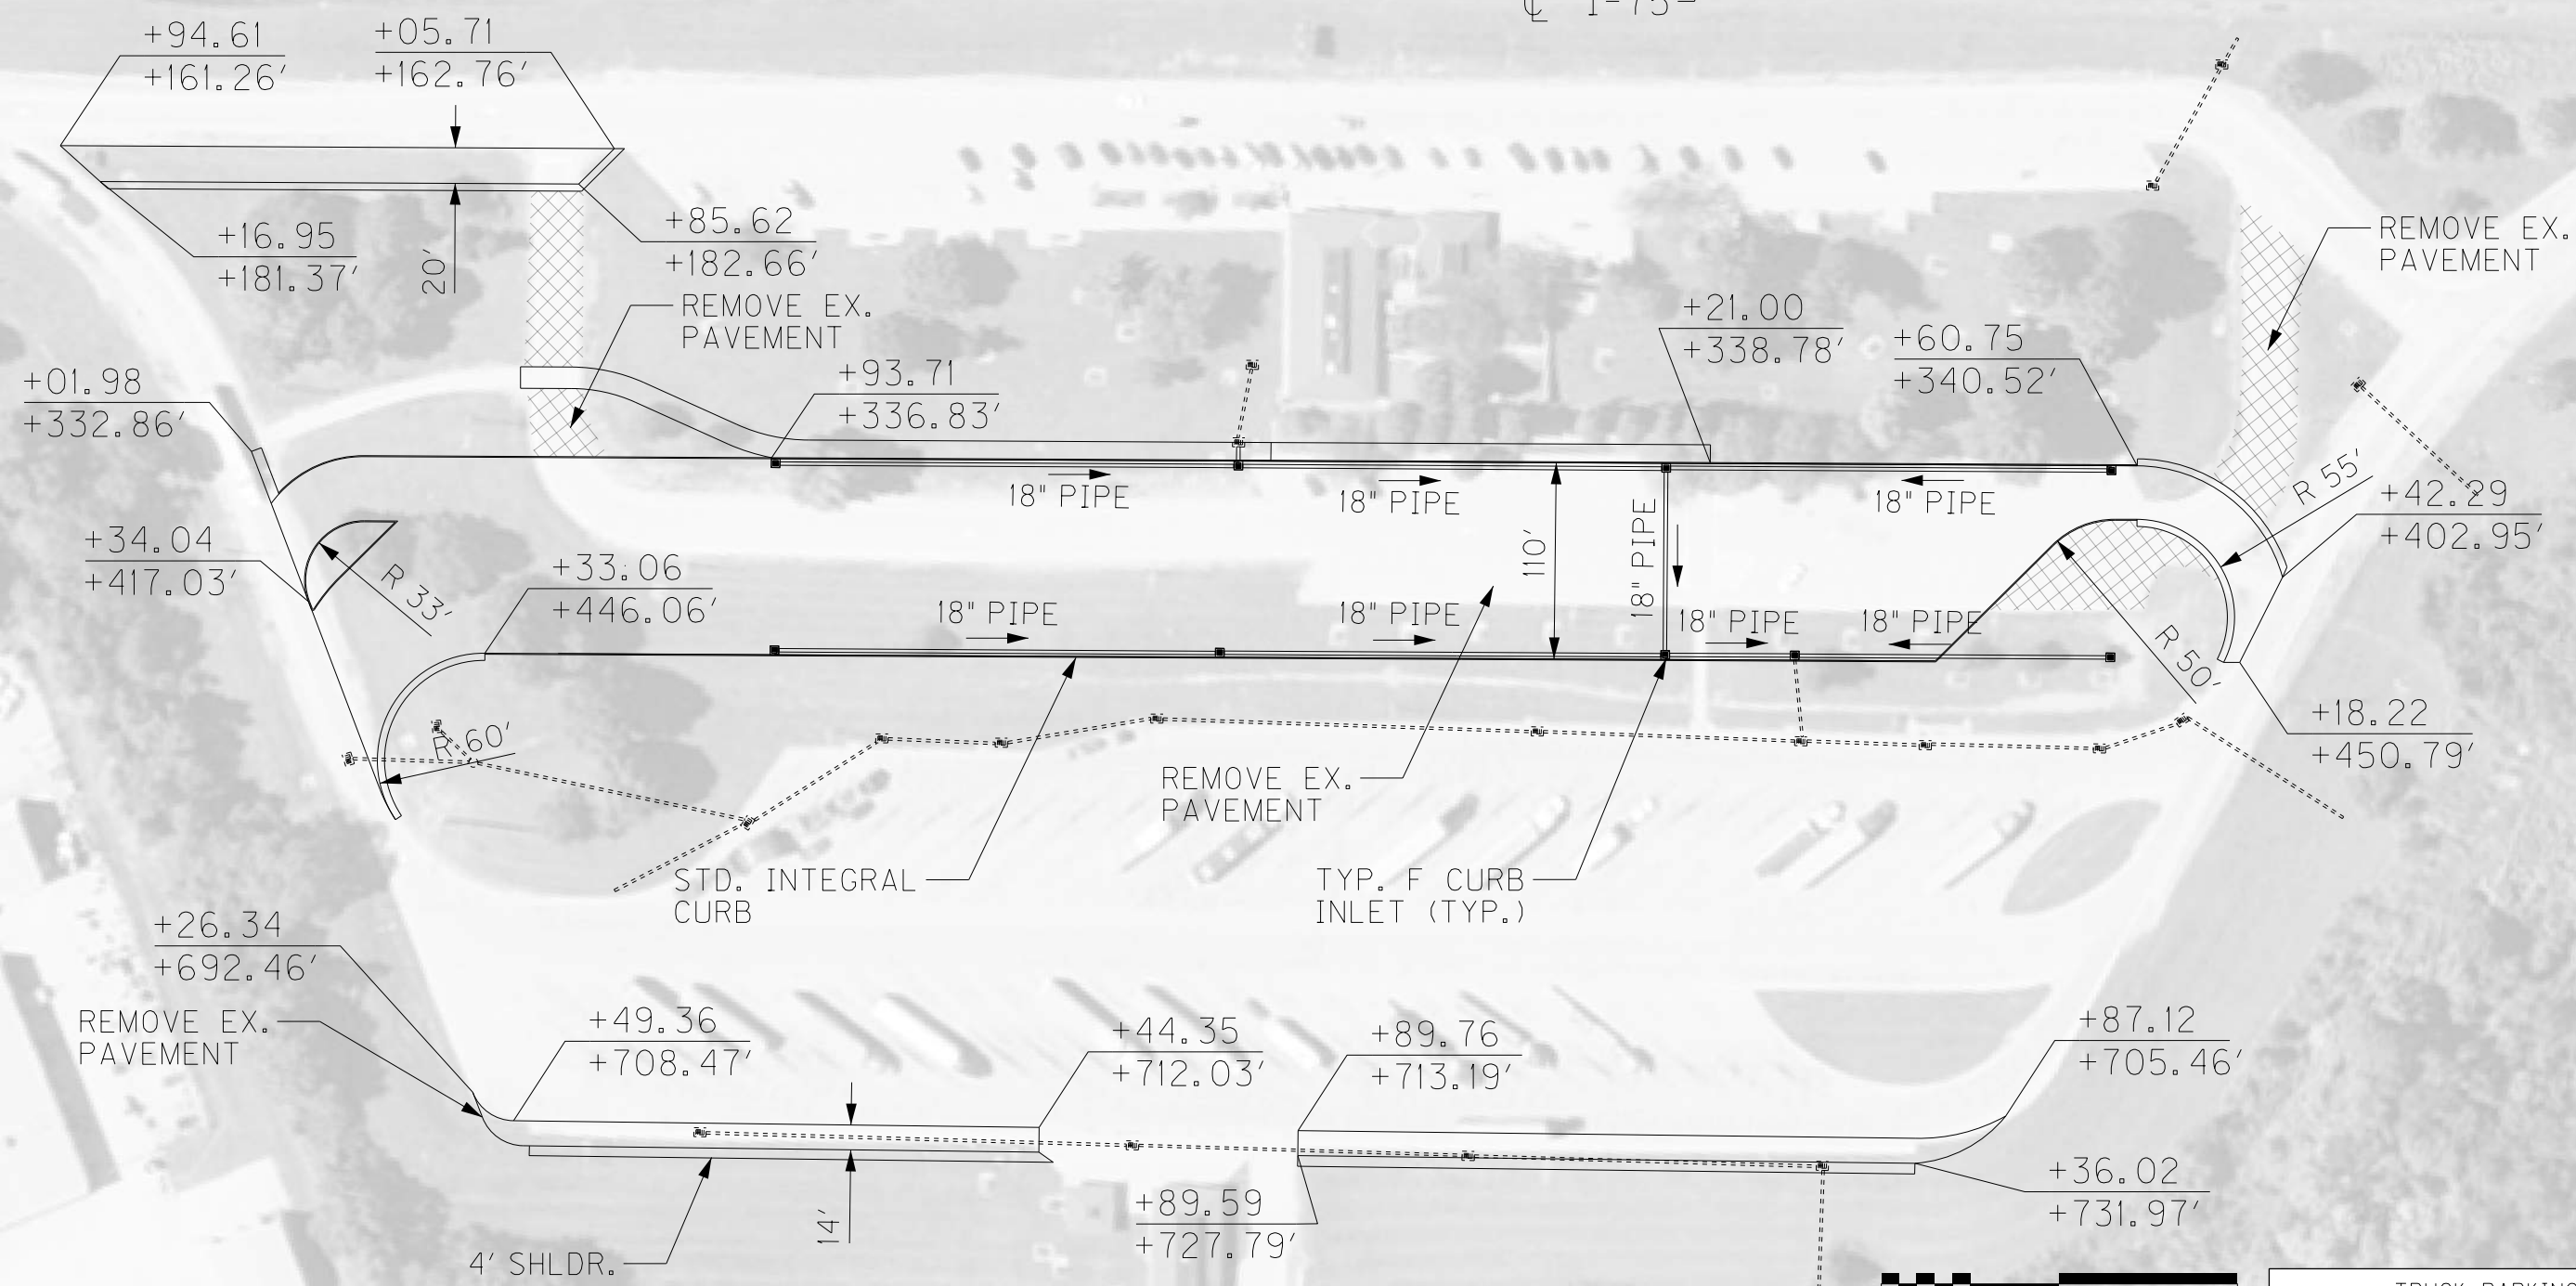 ℄ I-75
+94.61
+161.26′
+05.71
+162.76′
+16.95
+181.37′
20′
+85.62
+182.66′
REMOVE EX.
PAVEMENT
REMOVE EX.
PAVEMENT
+21.00
+338.78′
+60.75
+340.52′
+01.98
+332.86′
+93.71
+336.83′
18" PIPE
18" PIPE
18" PIPE
R 55′
+42.29
+402.95′
+34.04
+417.03′
R 33′
+33.06
+446.06′
110′
18" PIPE
18" PIPE
18" PIPE
18" PIPE
18" PIPE
R 50′
+18.22
+450.79′
R 60′
REMOVE EX.
PAVEMENT
STD. INTEGRAL
CURB
TYP. F CURB
INLET (TYP.)
+26.34
+692.46′
REMOVE EX.
PAVEMENT
+49.36
+708.47′
+44.35
+712.03′
+89.76
+713.19′
+87.12
+705.46′
14′
4′ SHLDR.
+89.59
+727.79′
+36.02
+731.97′
TRUCK PARKING